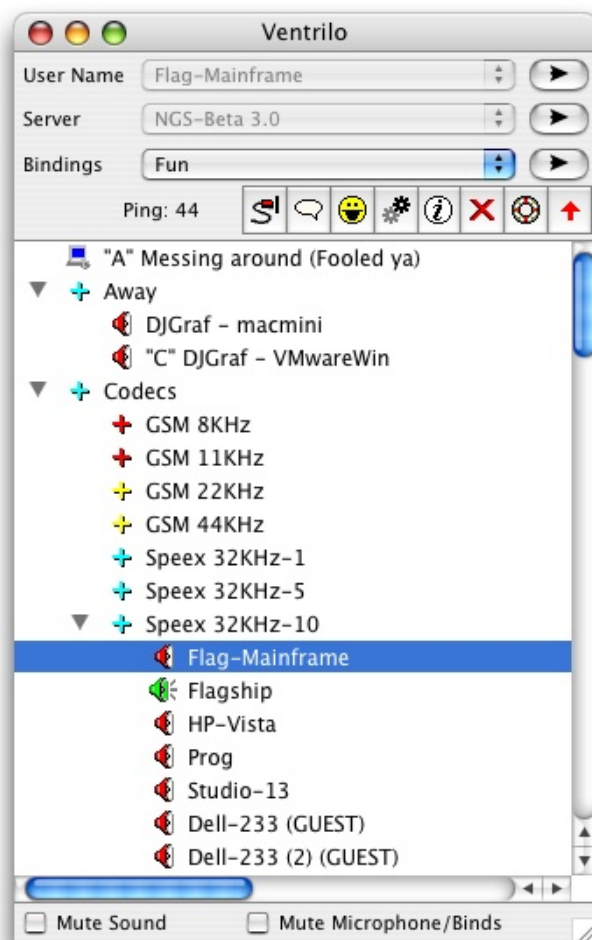 Ventrilo
User Name Flag-Mainframe
Server NGS-Beta 3.0
Bindings Fun
Ping: 44
"A" Messing around (Fooled ya)
Away
DJGraf - macmini
"C" DJGraf - VMwareWin
Codecs
GSM 8KHz
GSM 11KHz
GSM 22KHz
GSM 44KHz
Speex 32KHz-1
Speex 32KHz-5
Speex 32KHz-10
Flag-Mainframe
Flagship
HP-Vista
Prog
Studio-13
Dell-233 (GUEST)
Dell-233 (2) (GUEST)
Mute Sound Mute Microphone/Binds